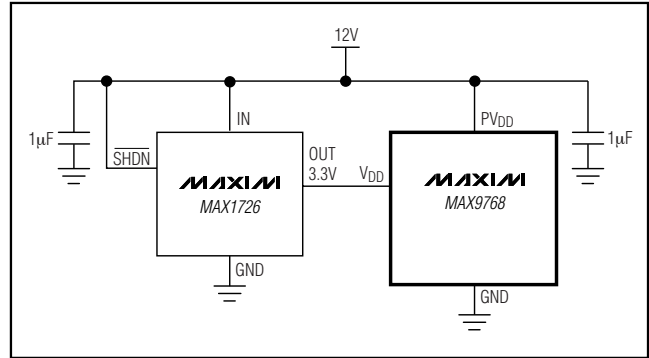 12V
1µF
IN
PVDD
1µF
SHDN
OUT
3.3V
VDD
MAXIM
MAX1726
MAXIM
MAX9768
GND
GND